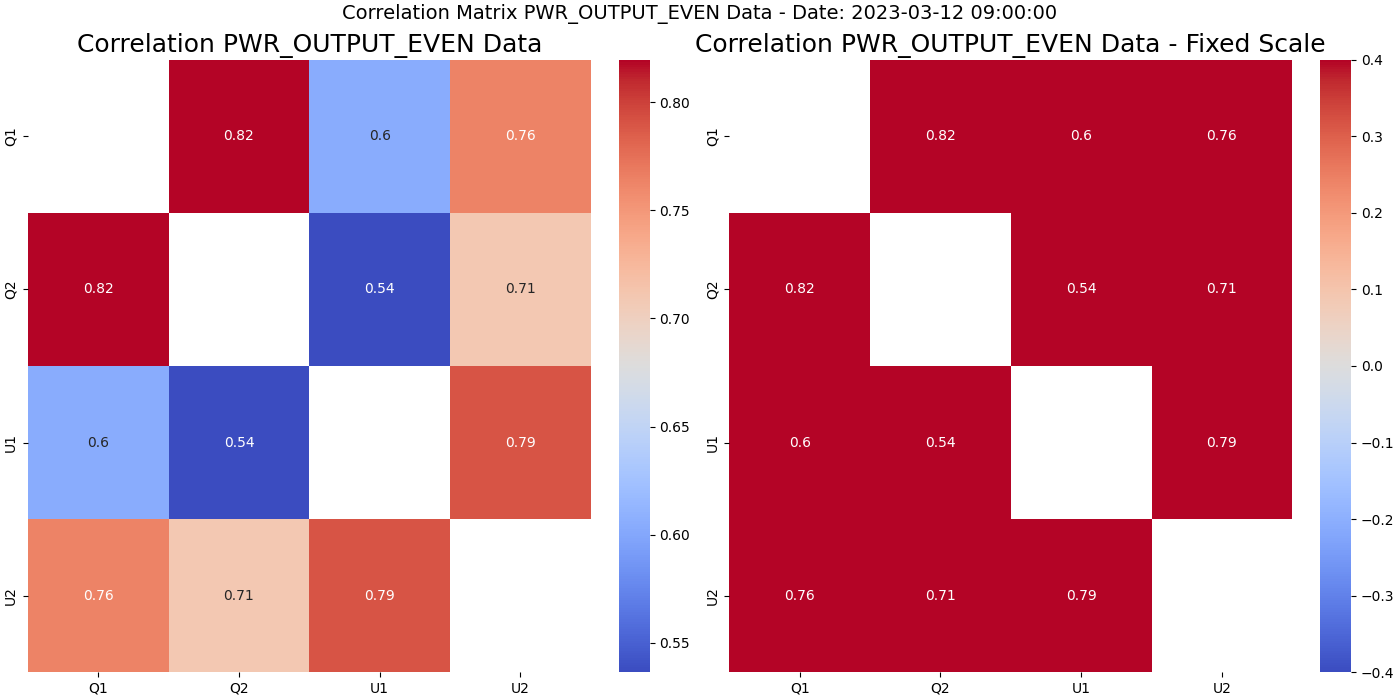 Correlation Matrix PWR_OUTPUT_EVEN Data - Date: 2023-03-12 09:00:00
Correlation PWR_OUTPUT_EVEN Data
Q1
0.82
0.6
0.76
Q2
0.82
0.54
0.71
U1
0.6
0.54
0.79
U2
0.76
0.71
0.79
Q1
Q2
U1
U2
0.80
0.75
0.70
0.65
0.60
0.55
Correlation PWR_OUTPUT_EVEN Data - Fixed Scale
Q1
0.82
0.6
0.76
Q2
0.82
0.54
0.71
U1
0.6
0.54
0.79
U2
0.76
0.71
0.79
Q1
Q2
U1
U2
0.4
0.3
0.2
0.1
0.0
−0.1
−0.2
−0.3
−0.4